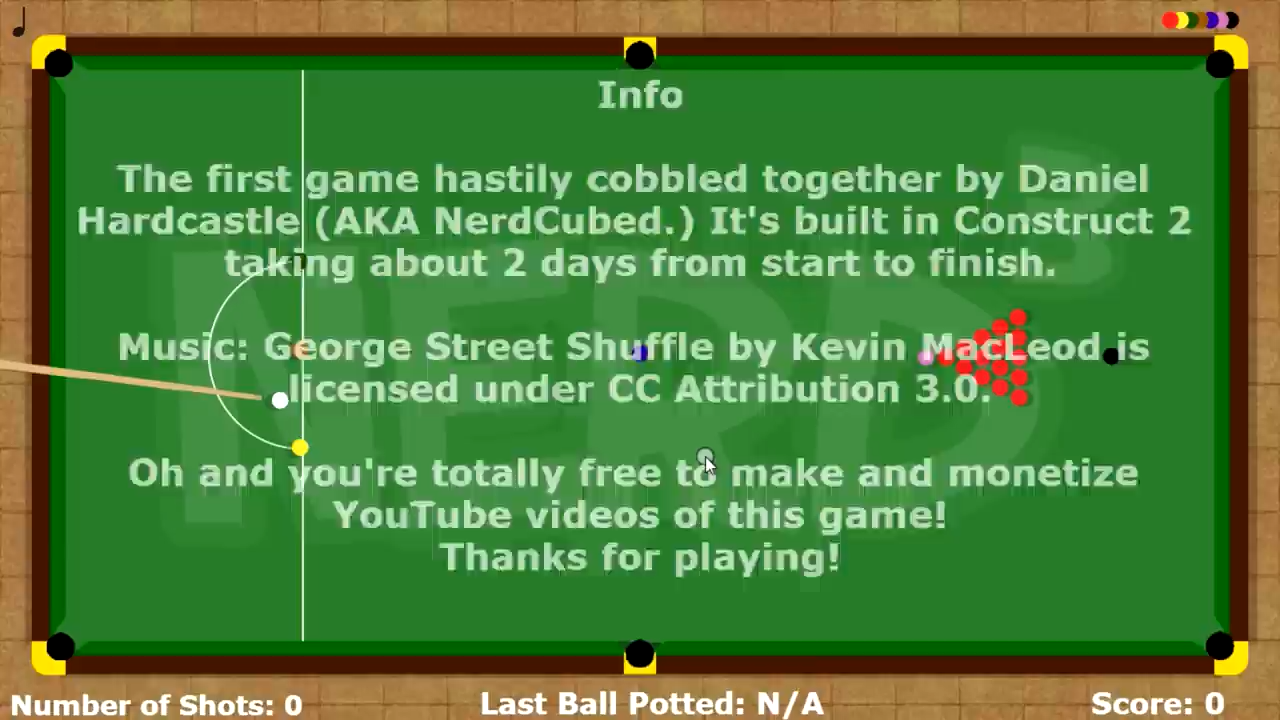 Info
The first game hastily cobbled together by Daniel
Hardcastle (AKA NerdCubed.) It's built in Construct 2
taking about 2 days from start to finish.
Music: George Street Shuffle by Kevin MacLeod is
licensed under CC Attribution 3.0.
Oh and you're totally free to make and monetize
YouTube videos of this game!
Thanks for playing!
NERD3
Number of Shots: 0
Last Ball Potted: N/A
Score: 0